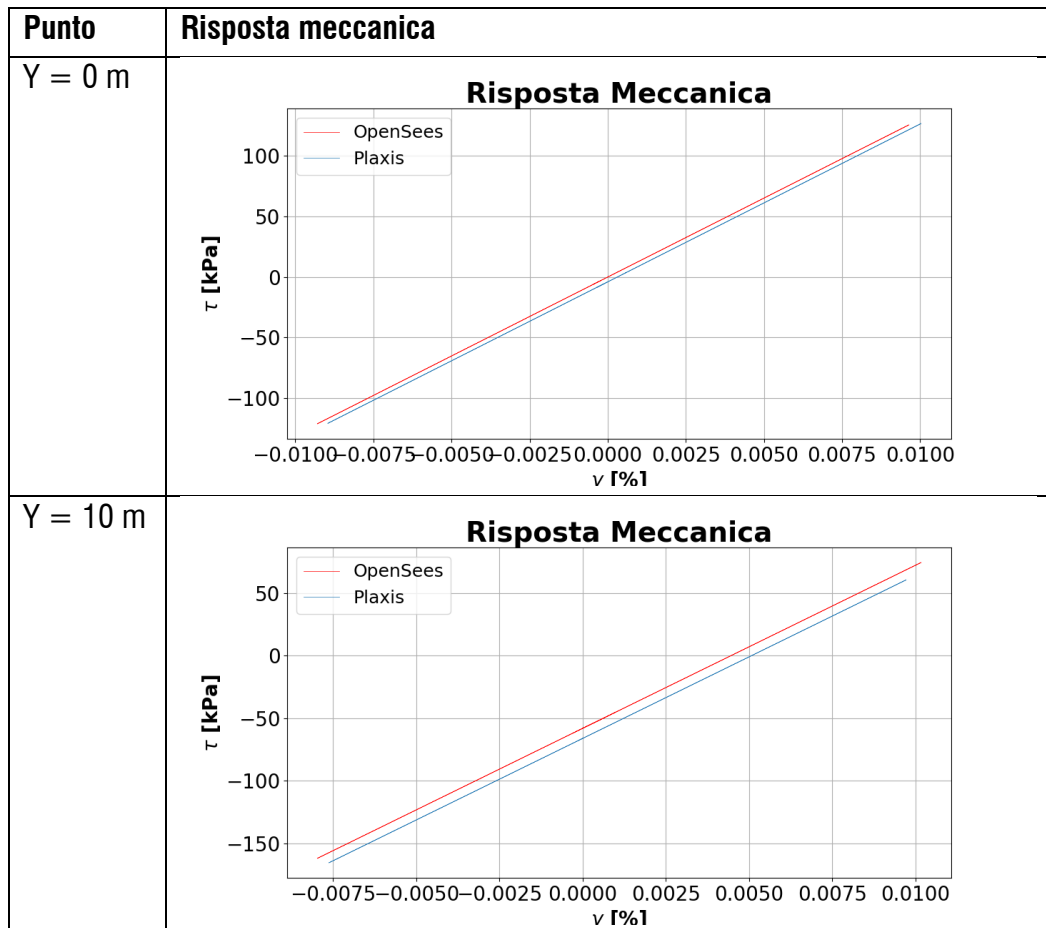 Punto Risposta meccanica
Y = 0 m
Risposta Meccanica
OpenSees
Plaxis
100
50
0
−50
−100
τ [kPa]
−0.0100 −0.0075 −0.0050 −0.0025 0.0000 0.0025 0.0050 0.0075 0.0100
γ [%]
Y = 10 m
Risposta Meccanica
OpenSees
Plaxis
50
0
−50
−100
−150
τ [kPa]
−0.0075 −0.0050 −0.0025 0.0000 0.0025 0.0050 0.0075 0.0100
γ [%]